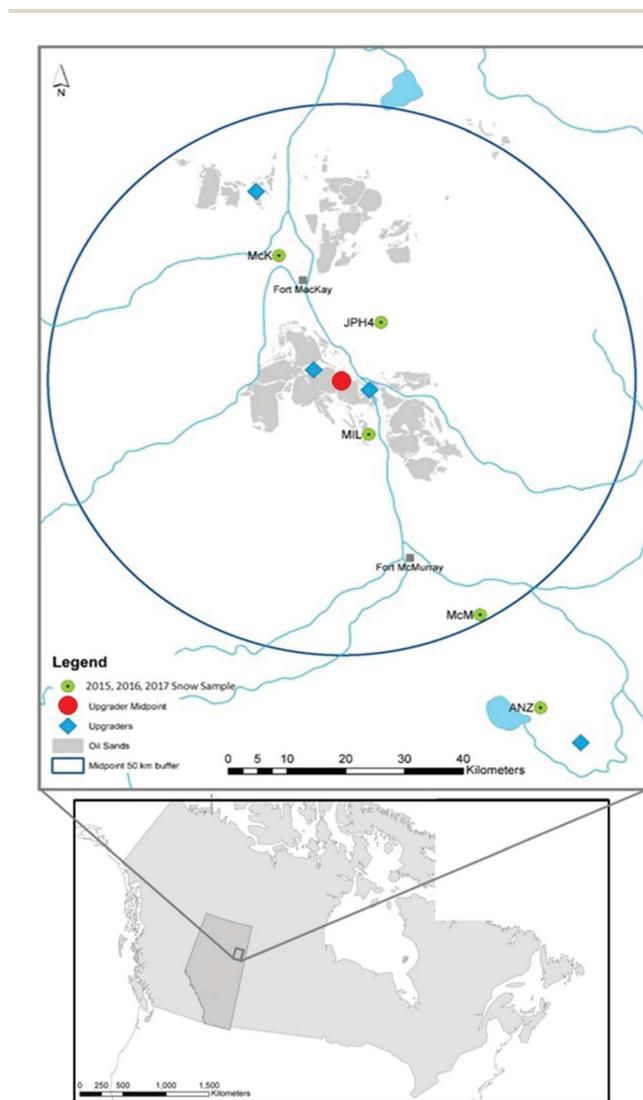 N
McK
Fort MacKay
JPH4
MIL
Fort McMurray
McM
ANZ
Legend
2015, 2016, 2017 Snow Sample
Upgrader Midpoint
Upgraders
Oil Sands
Midpoint 50 km buffer
0 5 10 20 30 40
Kilometers
0 250 500 1,000 1,500
Kilometers